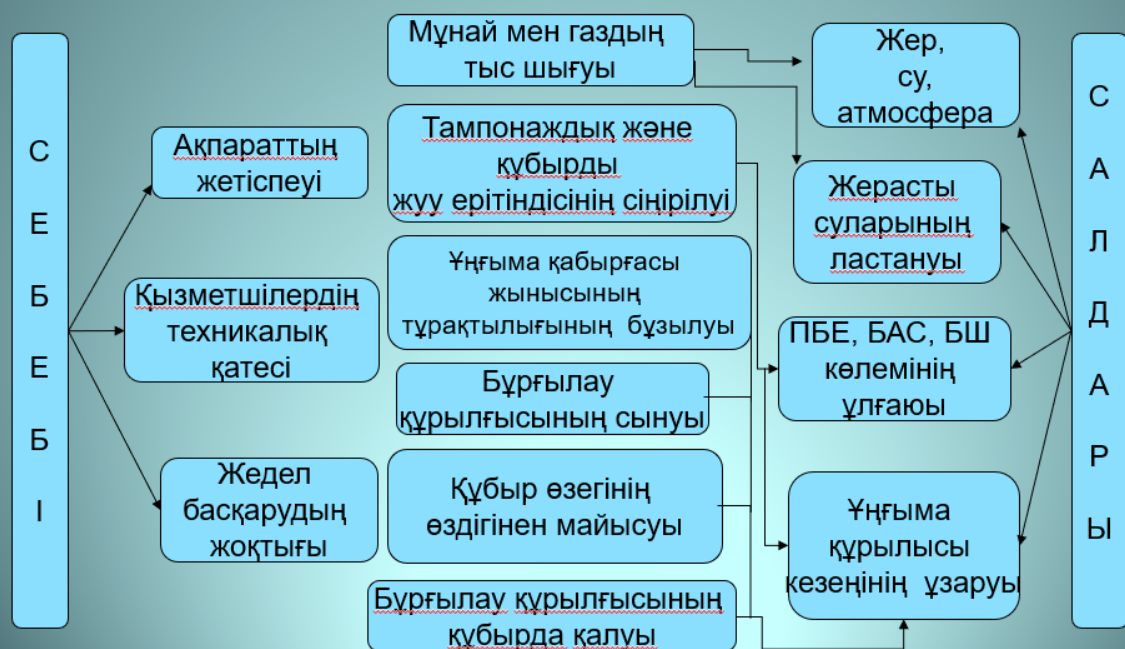 С
Е
Б
Е
Б
І
Ақпараттың
жетіспеуі
Қызметшілердің
техникалық
қатесі
Жедел
басқарудың
жоқтығы
Мұнай мен газдың
тыс шығуы
Тампонаждық және
құбырды
жуу ерітіндісінің сіңірілуі
Ұңғыма қабырғасы
жынысының
тұрақтылығының бұзылуы
Бұрғылау
құрылғысының сынуы
Құбыр өзегінің
өздігінен майысуы
Бұрғылау құрылғысының
құбырда қалуы
Жер,
су,
атмосфера
Жерасты
суларының
ластануы
ПБЕ, БАС, БШ
көлемінің
ұлғаюы
Ұңғыма
құрылысы
кезеңінің ұзаруы
С
А
Л
Д
А
Р
Ы